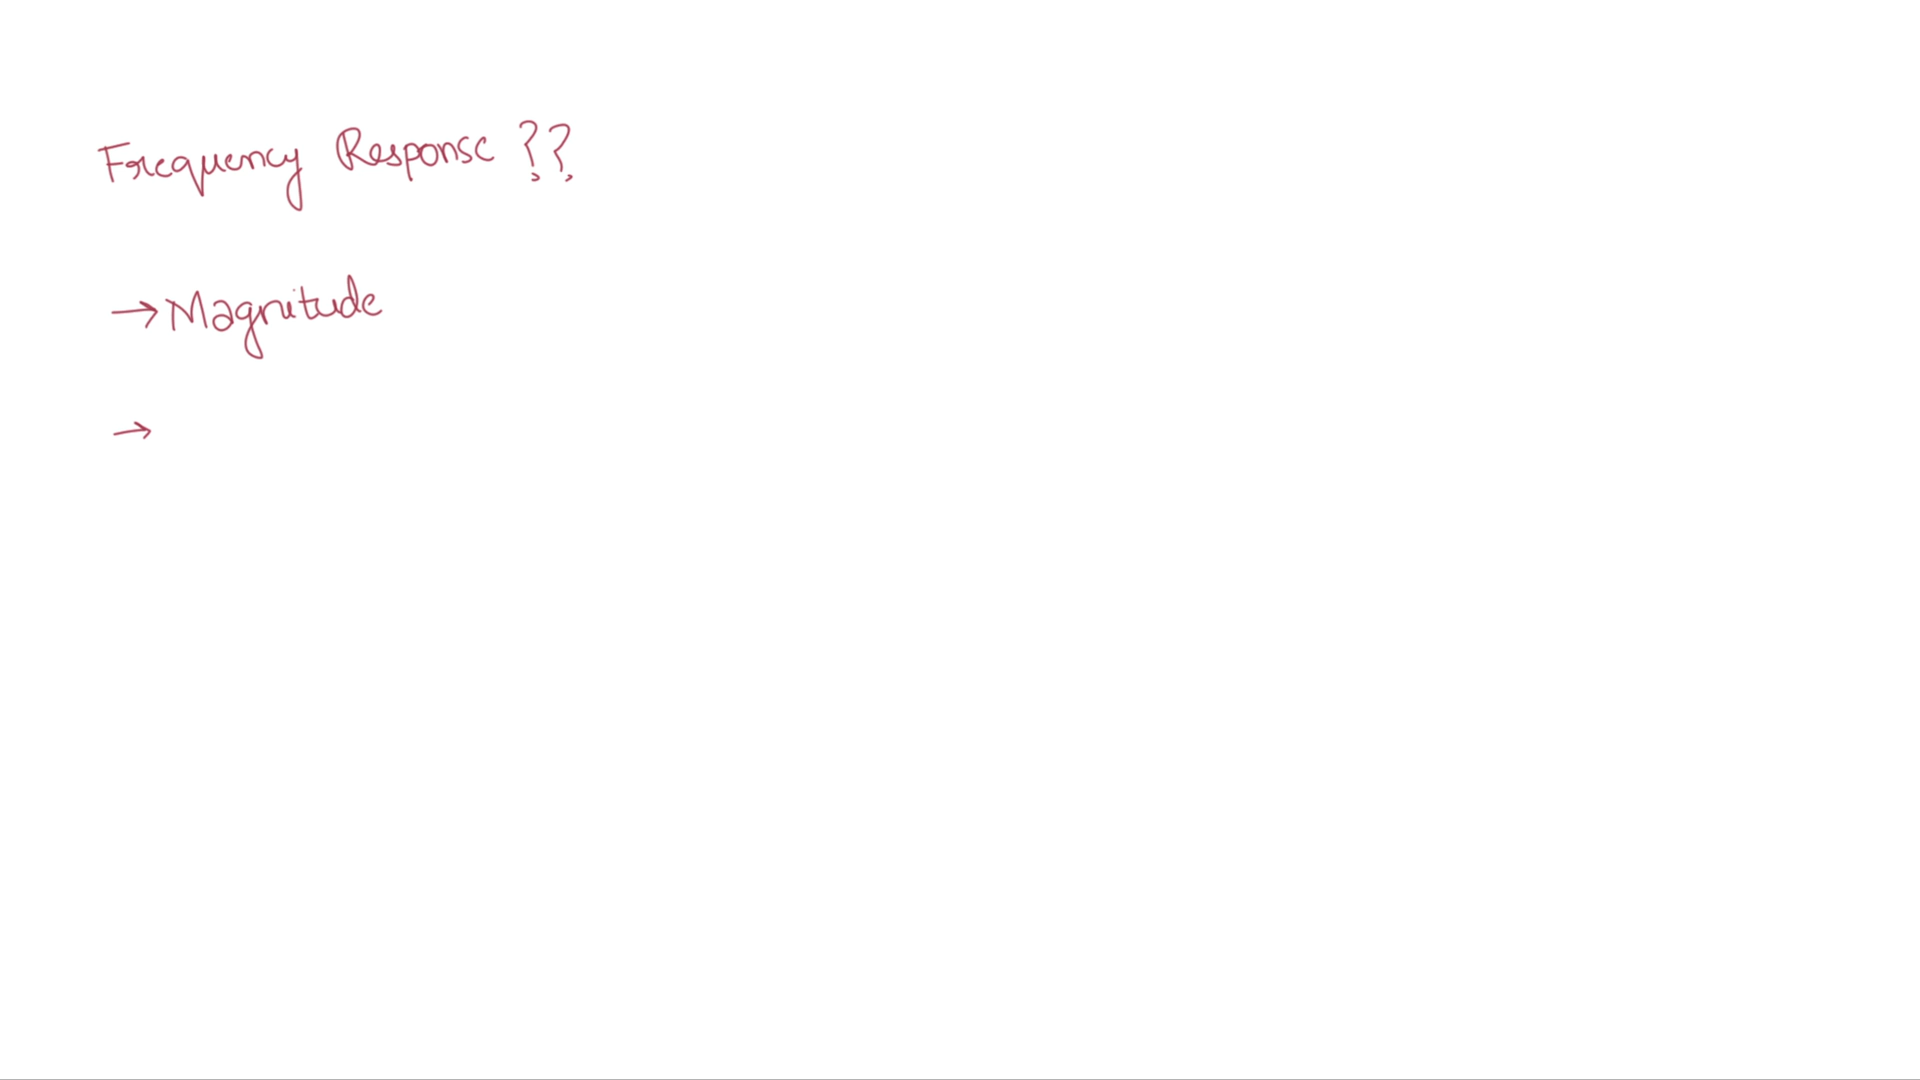 Frequency Response ??
→ Magnitude
→